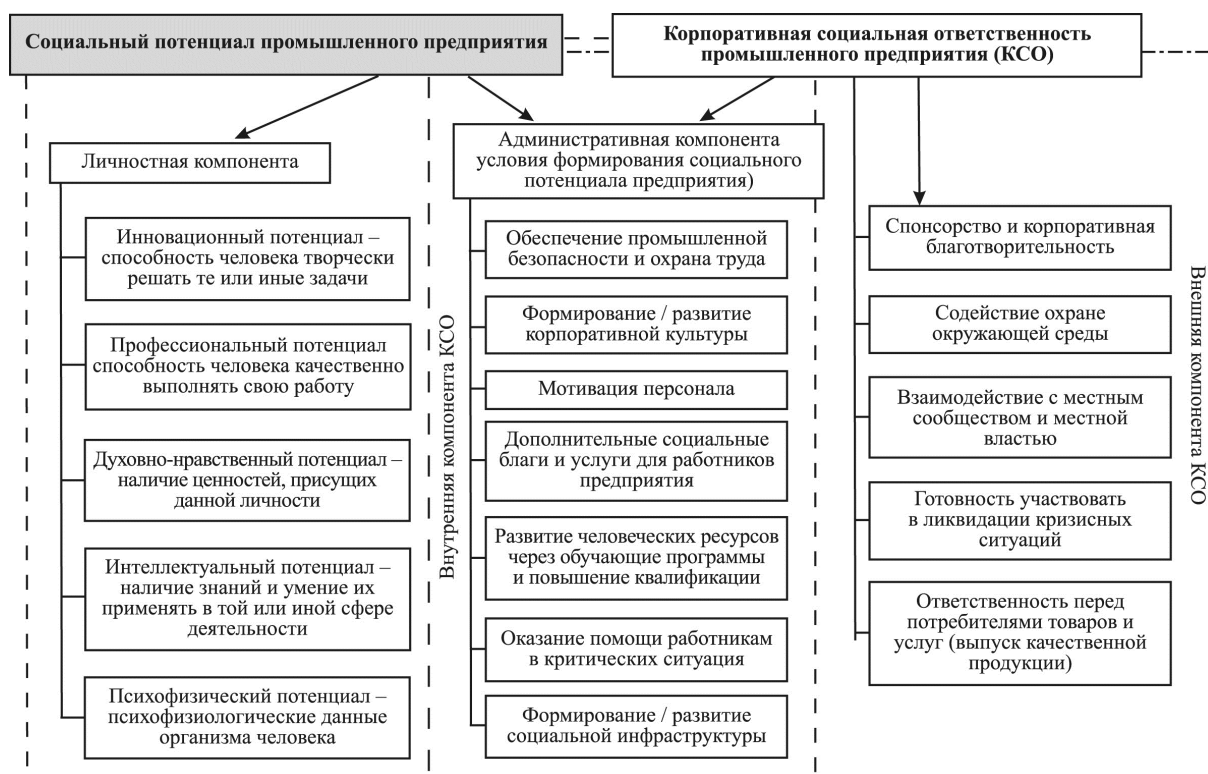 Социальный потенциал промышленного предприятия
Корпоративная социальная ответственность
промышленного предприятия (КСО)
Личностная компонента
Инновационный потенциал –
способность человека творчески
решать те или иные задачи
Профессиональный потенциал
способность человека качественно
выполнять свою работу
Духовно-нравственный потенциал –
наличие ценностей, присущих
данной личности
Интеллектуальный потенциал –
наличие знаний и умение их
применять в той или иной сфере
деятельности
Психофизический потенциал –
психофизиологические данные
организма человека
Внутренняя компонента КСО
Административная компонента
условия формирования социального
потенциала предприятия)
Обеспечение промышленной
безопасности и охрана труда
Формирование / развитие
корпоративной культуры
Мотивация персонала
Дополнительные социальные
благи и услуги для работников
предприятия
Развитие человеческих ресурсов
через обучающие программы
и повышение квалификации
Оказание помощи работникам
в критических ситуация
Формирование / развитие
социальной инфраструктуры
Спонсорство и корпоративная
благотворительность
Содействие охране
окружающей среды
Взаимодействие с местным
сообществом и местной
властью
Готовность участвовать
в ликвидации кризисных
ситуаций
Ответственность перед
потребителями товаров и
услуг (выпуск качественной
продукции)
Внешняя компонента КСО